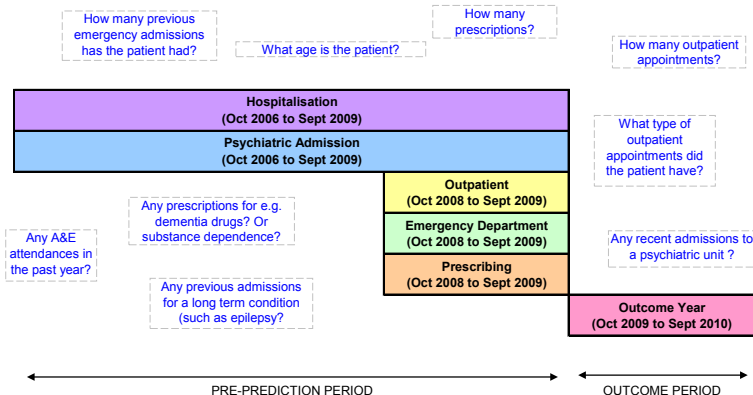 How many previous
emergency admissions
has the patient had?
What age is the patient?
How many
prescriptions?
How many outpatient
appointments?
Hospitalisation
(Oct 2006 to Sept 2009)
Psychiatric Admission
(Oct 2006 to Sept 2009)
What type of
outpatient
appointments did
the patient have?
Outpatient
(Oct 2008 to Sept 2009)
Any prescriptions for e.g.
dementia drugs? Or
substance dependence?
Emergency Department
(Oct 2008 to Sept 2009)
Any A&E
attendances in
the past year?
Any recent admissions to
a psychiatric unit ?
Prescribing
(Oct 2008 to Sept 2009)
Any previous admissions
for a long term condition
(such as epilepsy?
Outcome Year
(Oct 2009 to Sept 2010)
PRE-PREDICTION PERIOD
OUTCOME PERIOD